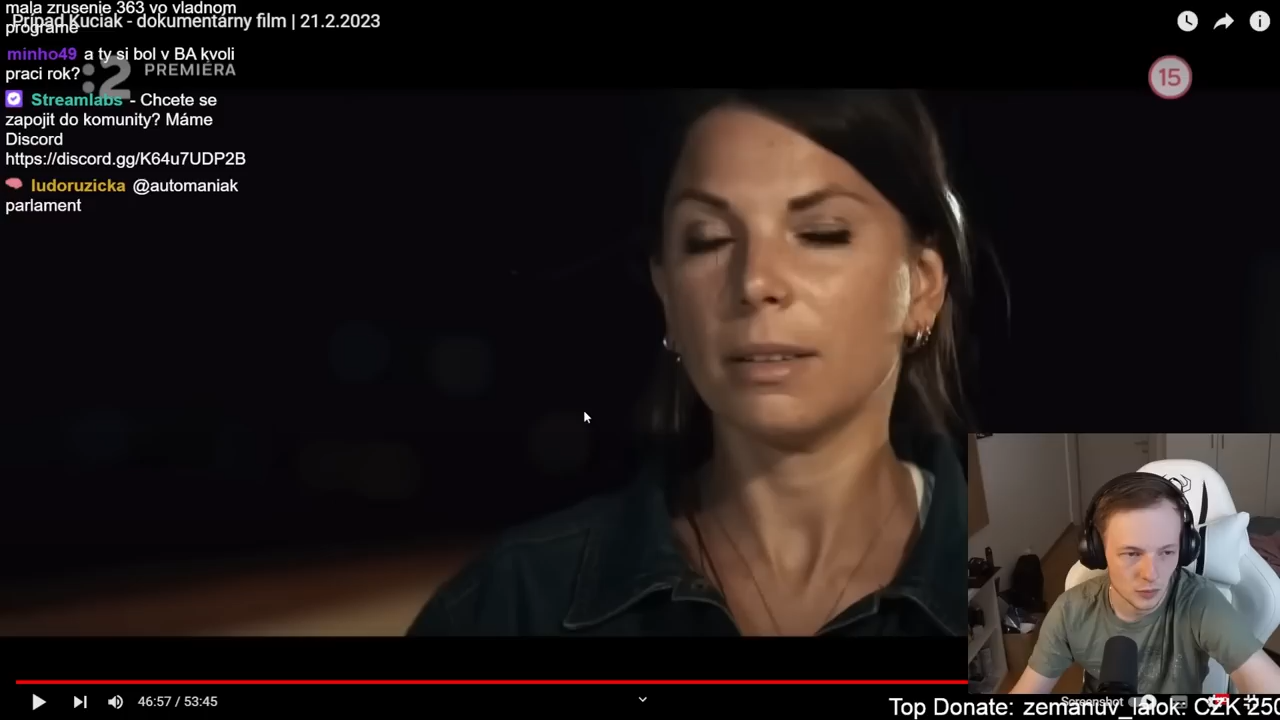 mala zrusenie 363 vo vladnom
programe
Prípad Kuciak - dokumentárny film | 21.2.2023
minho49 a ty si bol v BA kvoli
praci rok?
:2 PREMIÉRA
15
Streamlabs - Chcete se
zapojit do komunity? Máme
Discord
https://discord.gg/K64u7UDP2B
ludoruzicka @automaniak
parlament
46:57 / 53:45
Screenshot
Top Donate: zemanuv_lalok: CZK 250